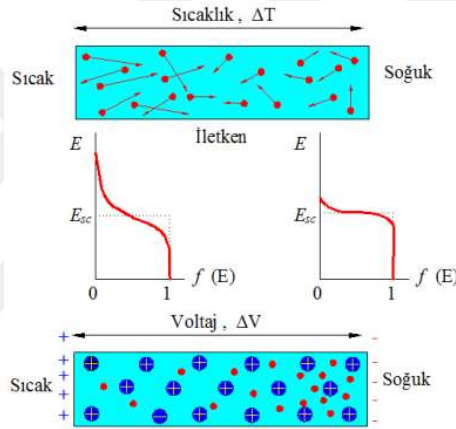 Sıcaklık , ΔT
Sıcak
Soğuk
İletken
E
E
E_sc
E_sc
f (E)
f (E)
0
1
0
1
Voltaj , ΔV
Sıcak
Soğuk
+
+
+
+
+
-
-
-
-
-